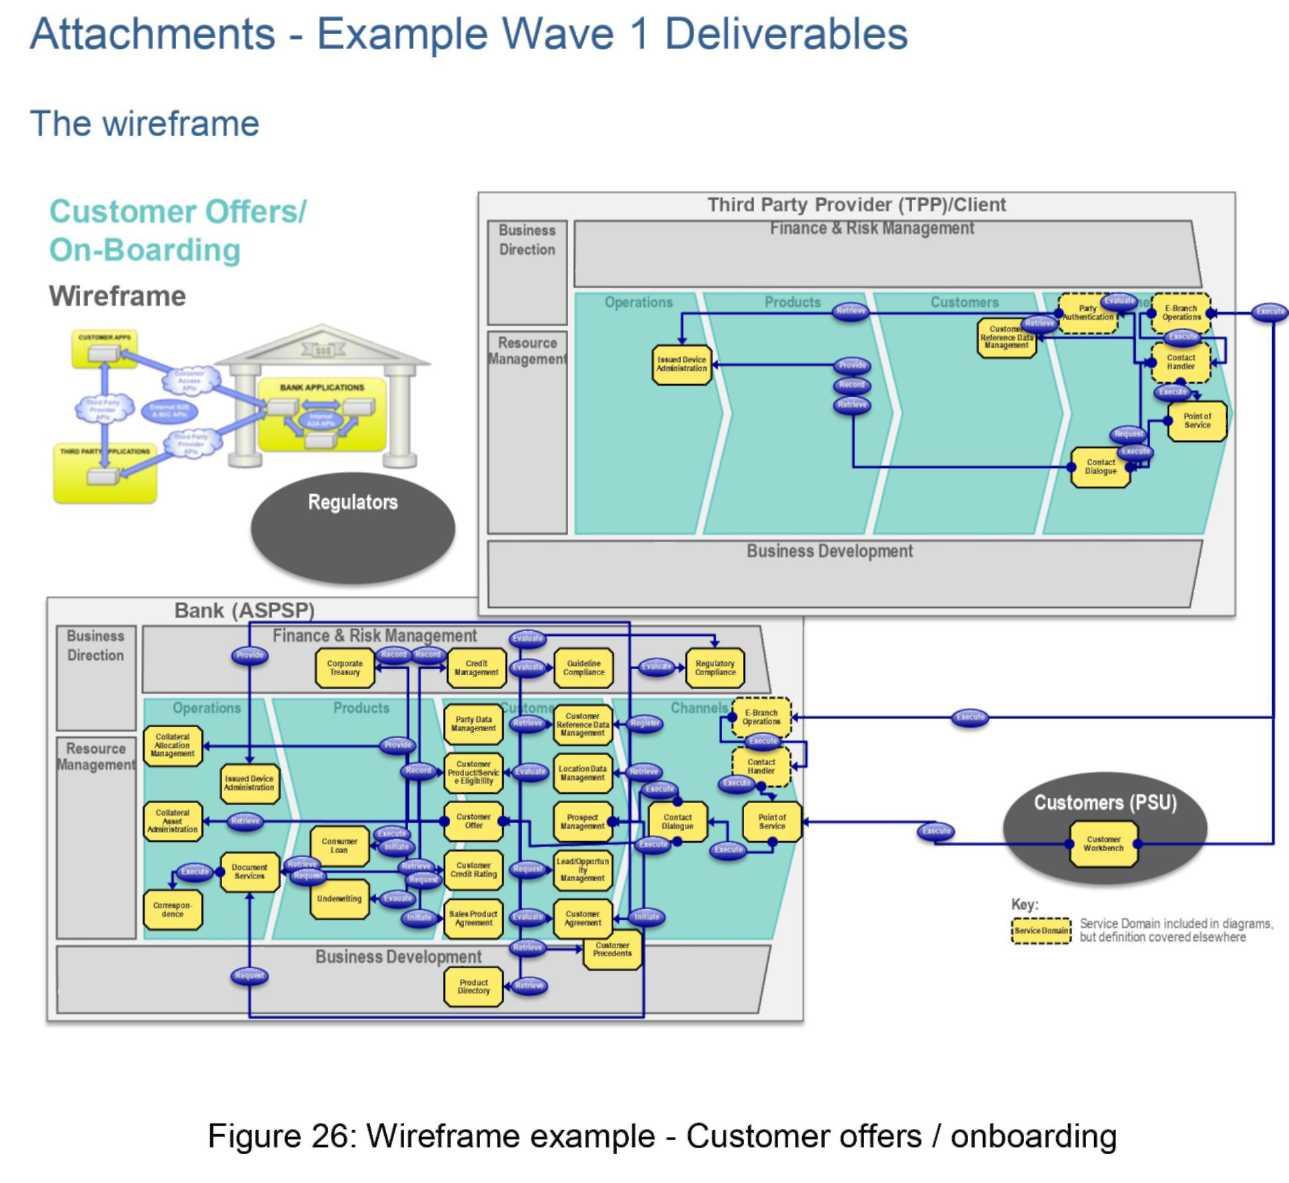 Attachments - Example Wave 1 Deliverables
The wireframe
Customer Offers/
On-Boarding
Wireframe
CUSTOMER APPS
Customer
Access
APIs
Third Party
Provider
APIs
External B2B
& M/C APIs
BANK APPLICATIONS
Internal
A2A APIs
Third Party
Provider
APIs
THIRD PARTY APPLICATIONS
$$$
Regulators
Third Party Provider (TPP)/Client
Business
Direction
Finance & Risk Management
Resource
Management
Operations
Products
Customers
Retrieve
Party
Authentication
Evaluate
E-Branch
Operations
Execute
Customer
Reference Data
Management
Retrieve
Execute
Issued Device
Administration
Provide
Record
Retrieve
Contact
Handler
Execute
Point of
Service
Request
Execute
Contact
Dialogue
Business Development
Bank (ASPSP)
Business
Direction
Finance & Risk Management
Provide
Corporate
Treasury
Record
Record
Credit
Management
Evaluate
Evaluate
Guideline
Compliance
Evaluate
Regulatory
Compliance
Resource
Management
Operations
Products
Custome
Channels
Collateral
Allocation
Management
Provide
Party Data
Management
Retrieve
Customer
Reference Data
Management
Register
E-Branch
Operations
Execute
Execute
Issued Device
Administration
Record
Customer
Product/Servic
e Eligibility
Evaluate
Location Data
Management
Retrieve
Contact
Handler
Execute
Execute
Collateral
Asset
Administration
Retrieve
Customer
Offer
Prospect
Management
Contact
Dialogue
Point of
Service
Execute
Execute
Execute
Consumer
Loan
Execute
Initiate
Document
Services
Execute
Retrieve
Request
Retrieve
Request
Customer
Credit Rating
Request
Lead/Opportun
ity Management
Correspon-
dence
Underwriting
Evaluate
Initiate
Sales Product
Agreement
Evaluate
Customer
Agreement
Initiate
Business Development
Request
Retrieve
Customer
Precedents
Product
Directory
Retrieve
Customers (PSU)
Execute
Customer
Workbench
Key:
Service Domain
Service Domain included in diagrams,
but definition covered elsewhere
Figure 26: Wireframe example - Customer offers / onboarding